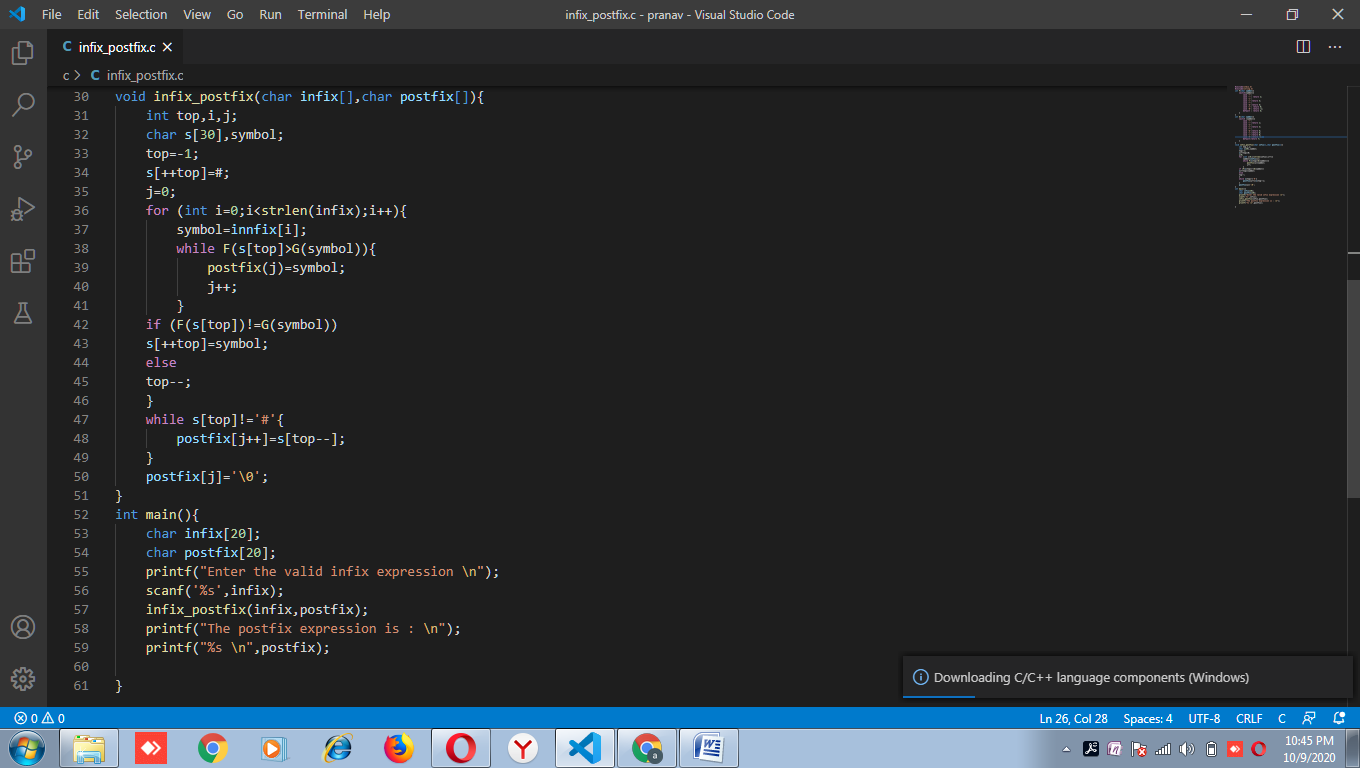 File Edit Selection View Go Run Terminal Help infix_postfix.c - pranav - Visual Studio Code
C infix_postfix.c
c > C infix_postfix.c
30 void infix_postfix(char infix[],char postfix[]){
31 int top,i,j;
32 char s[30],symbol;
33 top=-1;
34 s[++top]=#;
35 j=0;
36 for (int i=0;i<strlen(infix);i++){
37 symbol=innfix[i];
38 while F(s[top]>G(symbol)){
39 postfix(j)=symbol;
40 j++;
41 }
42 if (F(s[top])!=G(symbol))
43 s[++top]=symbol;
44 else
45 top--;
46 }
47 while s[top]!='#'{
48 postfix[j++]=s[top--];
49 }
50 postfix[j]='\0';
51 }
52 int main(){
53 char infix[20];
54 char postfix[20];
55 printf("Enter the valid infix expression \n");
56 scanf('%s',infix);
57 infix_postfix(infix,postfix);
58 printf("The postfix expression is : \n");
59 printf("%s \n",postfix);
60
61 }
Downloading C/C++ language components (Windows)
0 0 Ln 26, Col 28 Spaces: 4 UTF-8 CRLF C
10:45 PM
10/9/2020